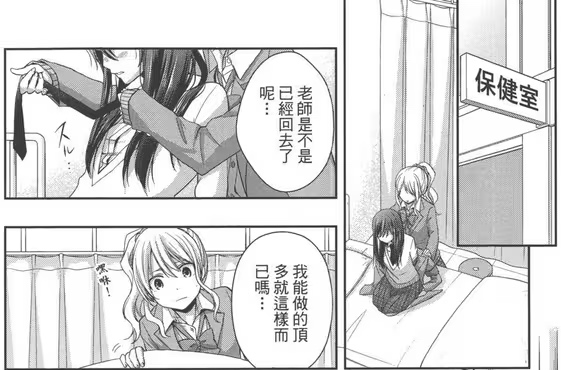 保健室
老師是不是
已經回去了
呢…
スル…
我能做的頂
多就這樣而
已嗎…